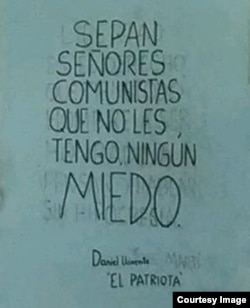 SEPAN
SEÑORES
COMUNISTAS
QUE NO LES
TENGO, NINGÚN
MIEDO.
Daniel Llorente
"EL PATRIOTA"
Courtesy Image